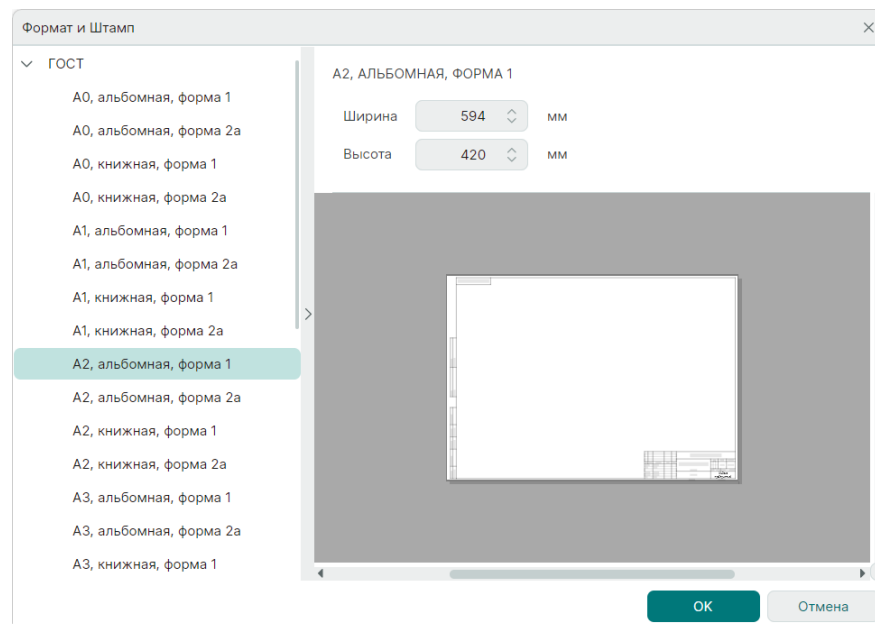 Формат и Штамп
ГОСТ
А0, альбомная, форма 1
А0, альбомная, форма 2а
А0, книжная, форма 1
А0, книжная, форма 2а
А1, альбомная, форма 1
А1, альбомная, форма 2а
А1, книжная, форма 1
А1, книжная, форма 2а
А2, альбомная, форма 1
А2, альбомная, форма 2а
А2, книжная, форма 1
А2, книжная, форма 2а
А3, альбомная, форма 1
А3, альбомная, форма 2а
А3, книжная, форма 1
А2, АЛЬБОМНАЯ, ФОРМА 1
Ширина 594 мм
Высота 420 мм
ОК
Отмена